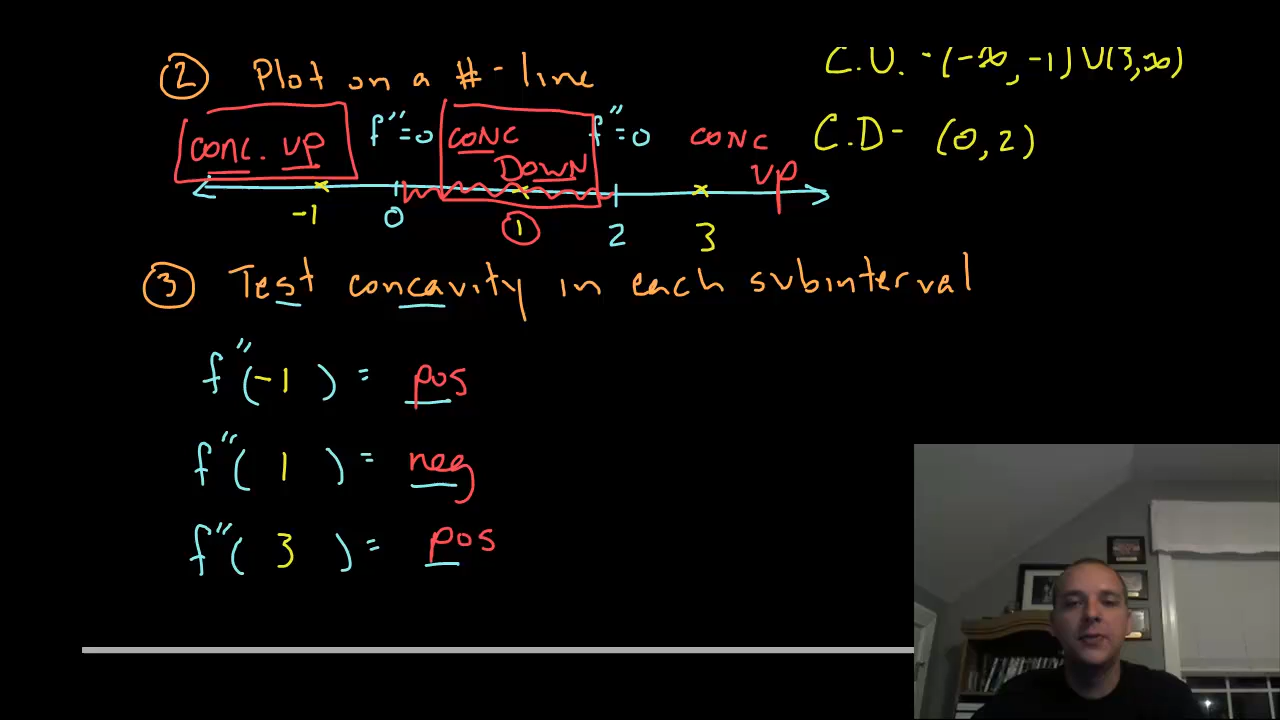 ② Plot on a #-line
C.U. - (-∞, -1) U (3, ∞)
conc. up f''=0 conc Down f''=0 conc up
C.D - (0, 2)
-1 0 1 2 3
③ Test concavity in each subinterval
f''(-1) = pos
f''(1) = neg
f''(3) = pos